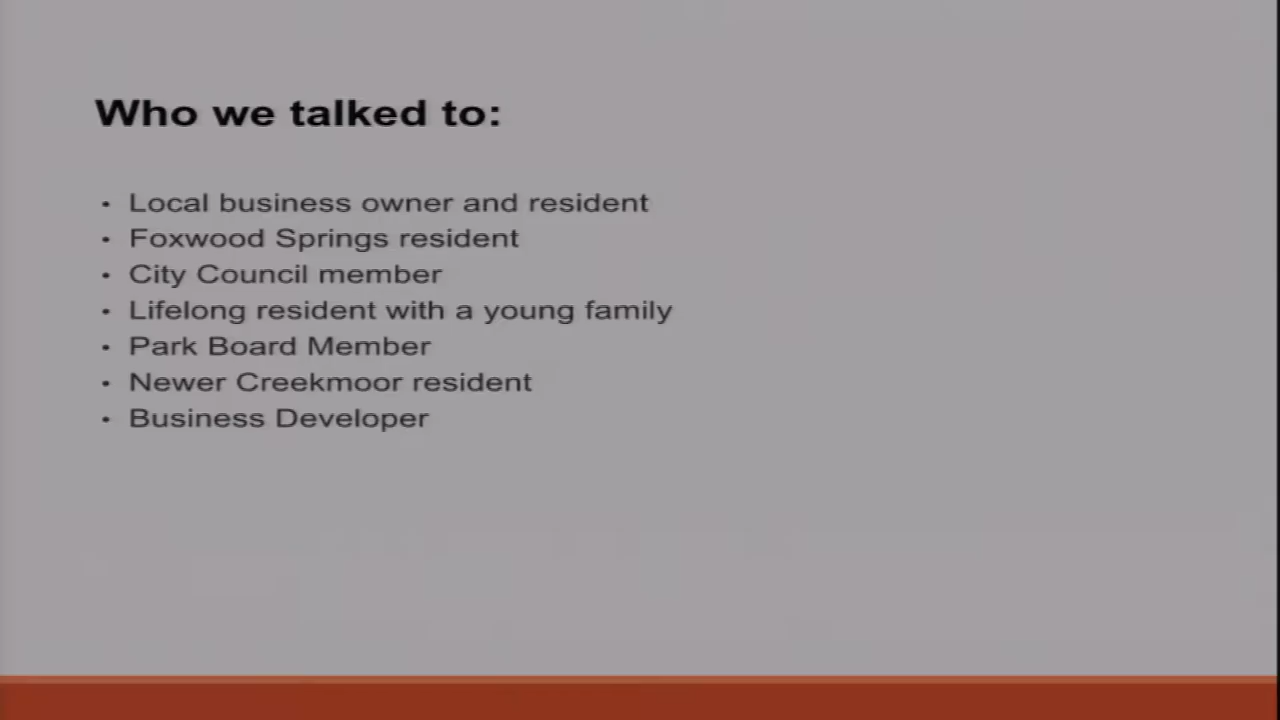 Who we talked to:
• Local business owner and resident
• Foxwood Springs resident
• City Council member
• Lifelong resident with a young family
• Park Board Member
• Newer Creekmoor resident
• Business Developer